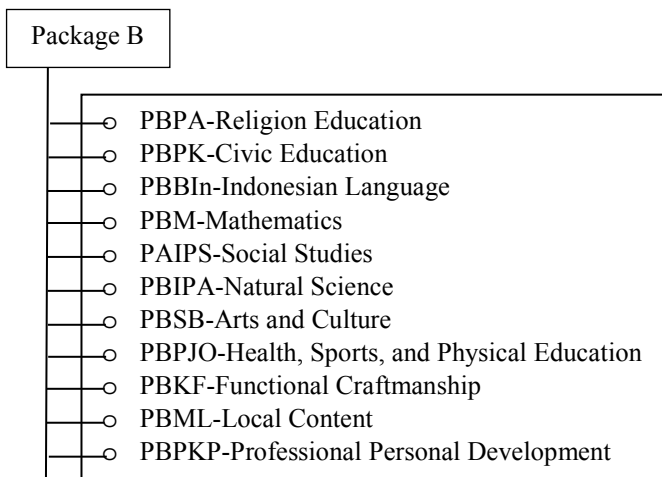 Package B
PBPA-Religion Education
PBPK-Civic Education
PBBIn-Indonesian Language
PBM-Mathematics
PAIPS-Social Studies
PBIPA-Natural Science
PBSB-Arts and Culture
PBPJO-Health, Sports, and Physical Education
PBKF-Functional Craftmanship
PBML-Local Content
PBPKP-Professional Personal Development